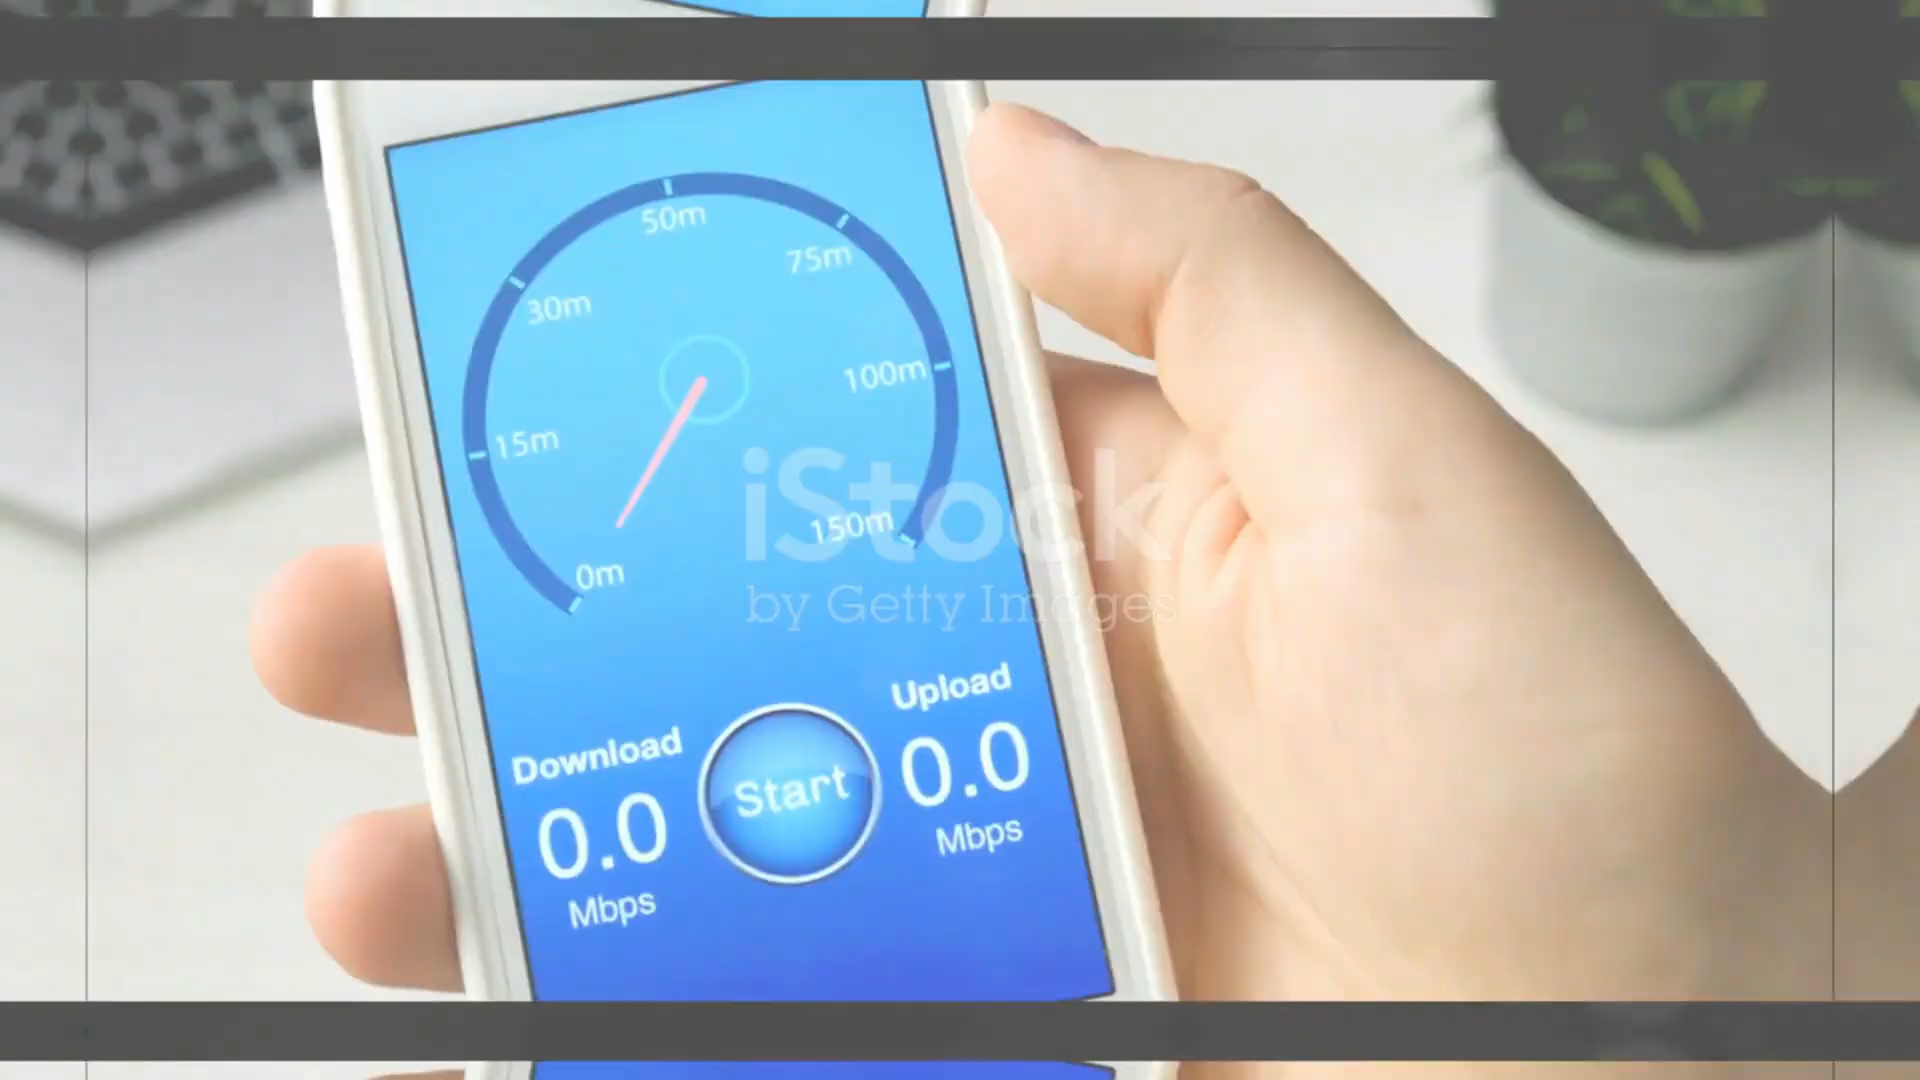 50m
75m
30m
100m
15m
150m
0m
iStock
by Getty Images
Upload
0.0
Mbps
Download
0.0
Mbps
Start